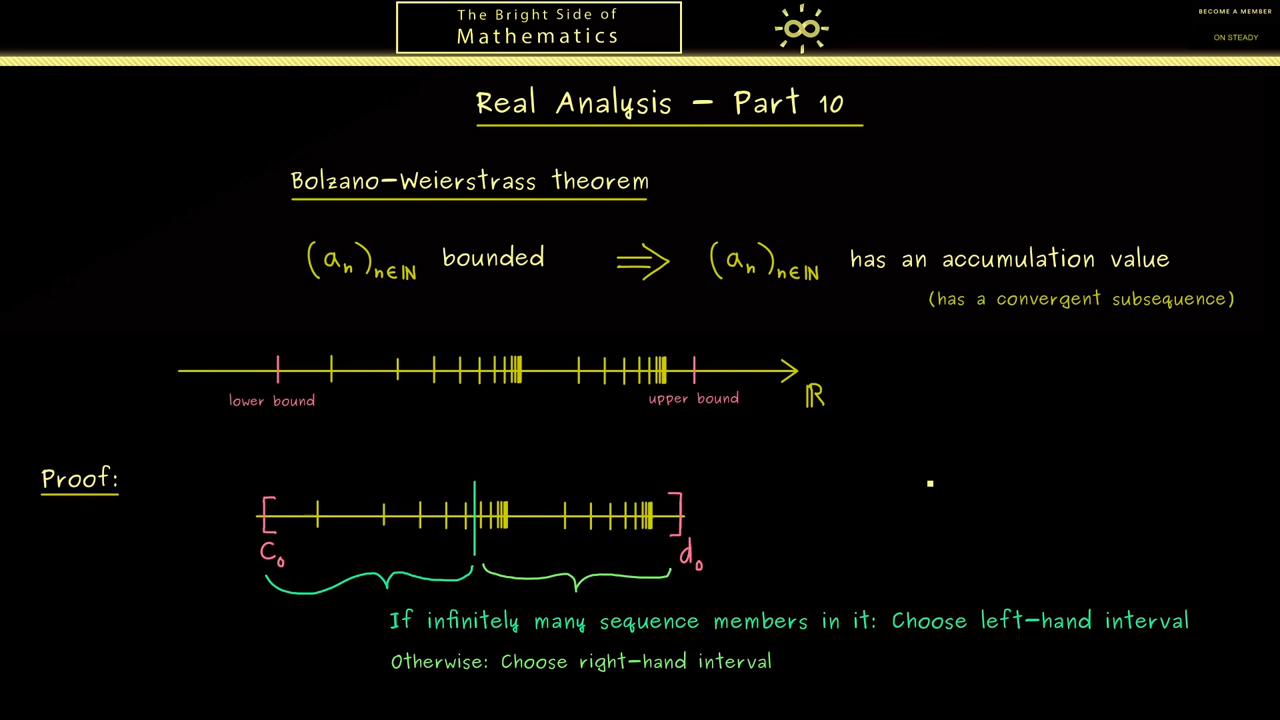 The Bright Side of
Mathematics
BECOME A MEMBER
ON STEADY
Real Analysis – Part 10
Bolzano–Weierstrass theorem
(aₙ)ₙ∈ℕ bounded ⟹ (aₙ)ₙ∈ℕ has an accumulation value
(has a convergent subsequence)
lower bound
upper bound
ℝ
Proof:
[ ]
c₀
d₀
If infinitely many sequence members in it: Choose left–hand interval
Otherwise: Choose right–hand interval